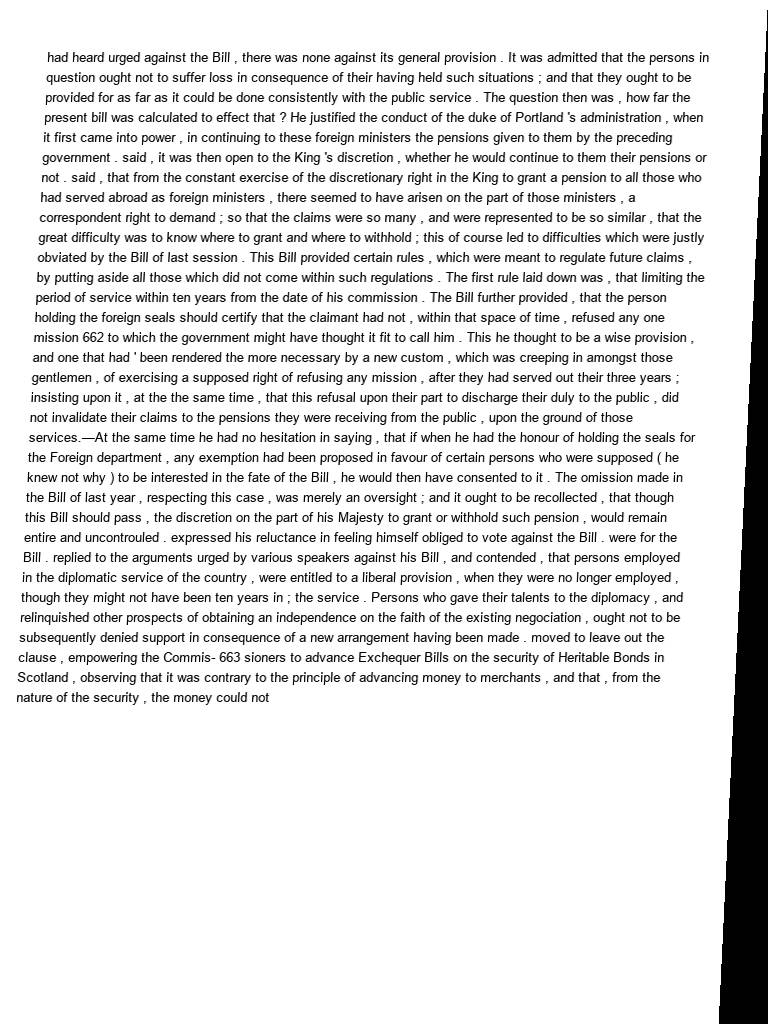 had heard urged against the Bill , there was none against its general provision . It was admitted that the persons in
question ought not to suffer loss in consequence of their having held such situations ; and that they ought to be
provided for as far as it could be done consistently with the public service . The question then was , how far the
present bill was calculated to effect that ? He justified the conduct of the duke of Portland 's administration , when
it first came into power , in continuing to these foreign ministers the pensions given to them by the preceding
government . said , it was then open to the King 's discretion , whether he would continue to them their pensions or
not . said , that from the constant exercise of the discretionary right in the King to grant a pension to all those who
had served abroad as foreign ministers , there seemed to have arisen on the part of those ministers , a
correspondent right to demand ; so that the claims were so many , and were represented to be so similar , that the
great difficulty was to know where to grant and where to withhold ; this of course led to difficulties which were justly
obviated by the Bill of last session . This Bill provided certain rules , which were meant to regulate future claims ,
by putting aside all those which did not come within such regulations . The first rule laid down was , that limiting the
period of service within ten years from the date of his commission . The Bill further provided , that the person
holding the foreign seals should certify that the claimant had not , within that space of time , refused any one
mission 662 to which the government might have thought it fit to call him . This he thought to be a wise provision ,
and one that had ' been rendered the more necessary by a new custom , which was creeping in amongst those
gentlemen , of exercising a supposed right of refusing any mission , after they had served out their three years ;
insisting upon it , at the the same time , that this refusal upon their part to discharge their duly to the public , did
not invalidate their claims to the pensions they were receiving from the public , upon the ground of those
services.—At the same time he had no hesitation in saying , that if when he had the honour of holding the seals for
the Foreign department , any exemption had been proposed in favour of certain persons who were supposed ( he
knew not why ) to be interested in the fate of the Bill , he would then have consented to it . The omission made in
the Bill of last year , respecting this case , was merely an oversight ; and it ought to be recollected , that though
this Bill should pass , the discretion on the part of his Majesty to grant or withhold such pension , would remain
entire and uncontrouled . expressed his reluctance in feeling himself obliged to vote against the Bill . were for the
Bill . replied to the arguments urged by various speakers against his Bill , and contended , that persons employed
in the diplomatic service of the country , were entitled to a liberal provision , when they were no longer employed ,
though they might not have been ten years in ; the service . Persons who gave their talents to the diplomacy , and
relinquished other prospects of obtaining an independence on the faith of the existing negociation , ought not to be
subsequently denied support in consequence of a new arrangement having been made . moved to leave out the
clause , empowering the Commis- 663 sioners to advance Exchequer Bills on the security of Heritable Bonds in
Scotland , observing that it was contrary to the principle of advancing money to merchants , and that , from the
nature of the security , the money could not